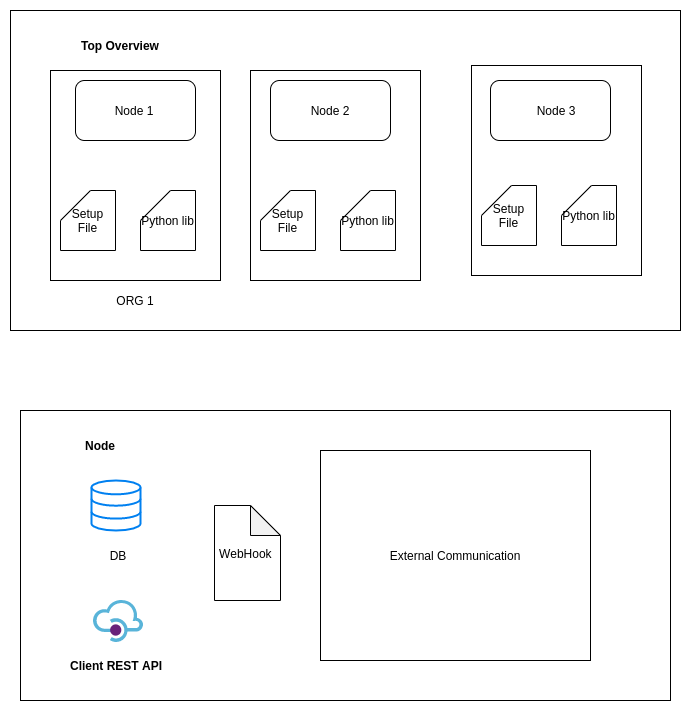 Top Overview
Node 1
Node 2
Node 3
Setup
File
Python lib
Setup
File
Python lib
Setup
File
Python lib
ORG 1
Node
DB
WebHook
External Communication
Client REST API